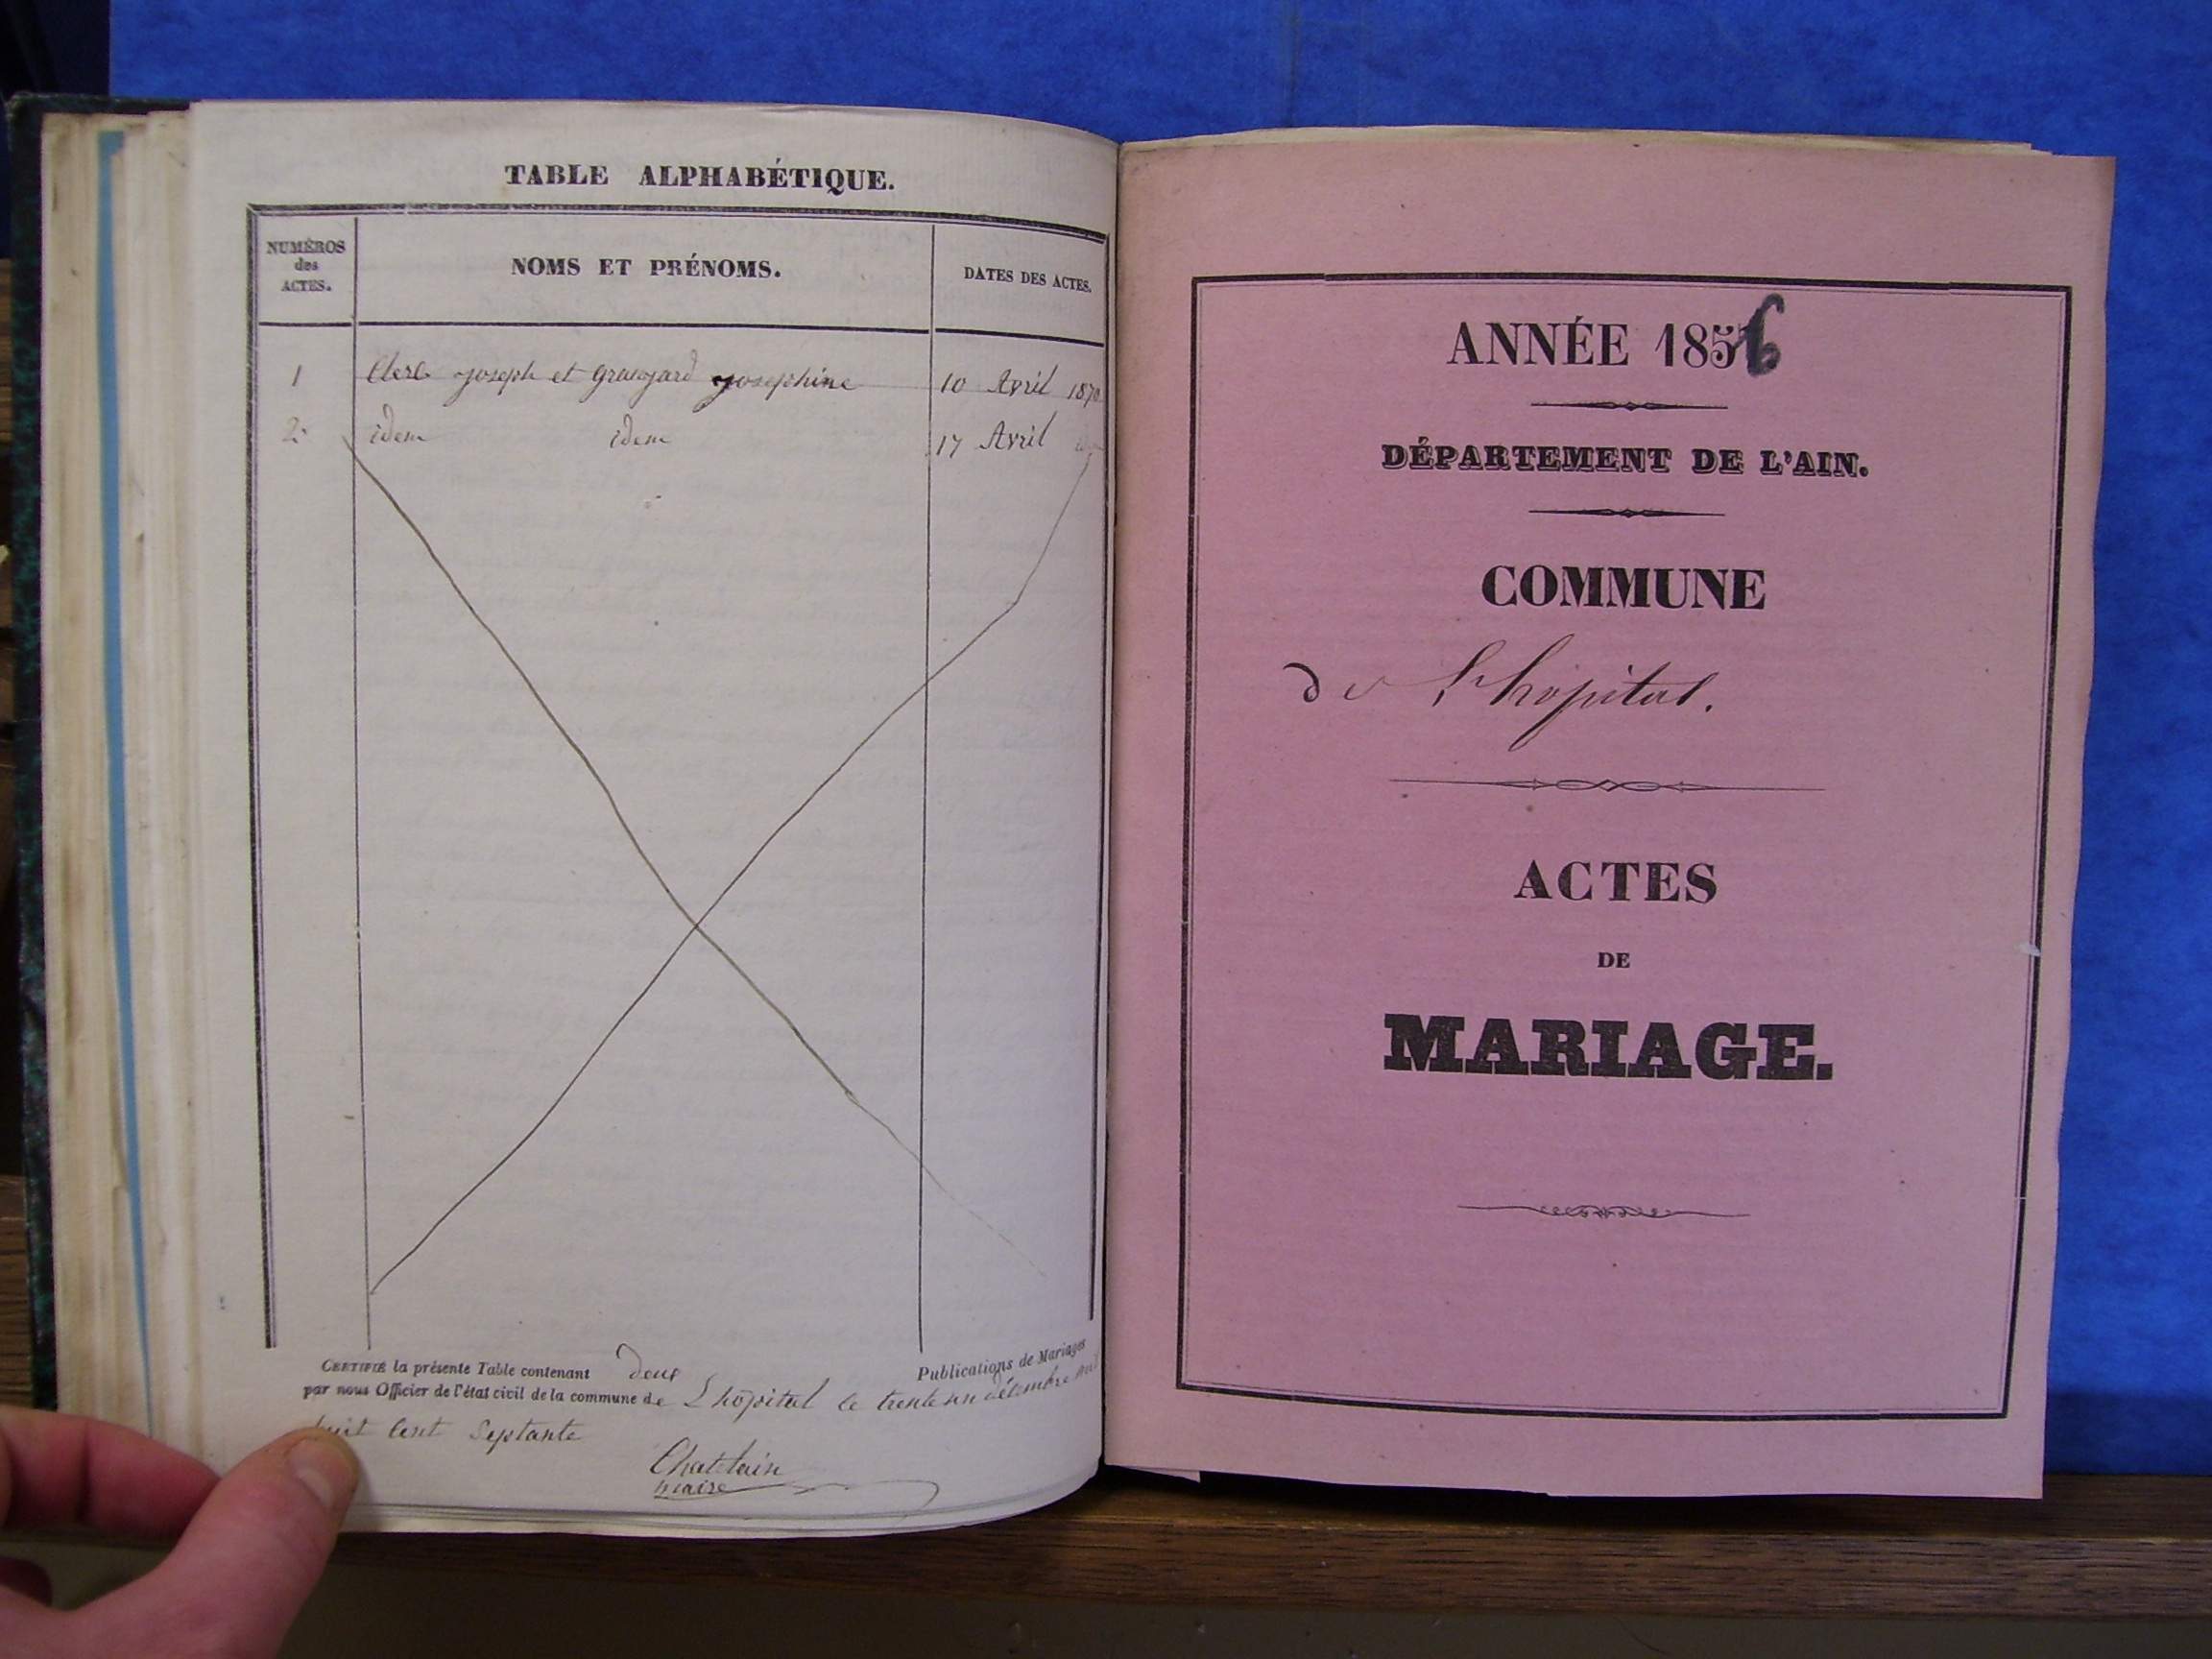 TABLE ALPHABÉTIQUE.
NUMÉROS des ACTES.
NOMS ET PRÉNOMS.
DATES DES ACTES.
1 Clerc Joseph et Josephine 10 Avril 1870
2 idem idem 17 Avril
CERTIFIÉ la présente Table contenant deux Publications de Mariages
par nous Officier de l'état civil de la commune de L'hôpital le trente un décembre mil
huit cent Septante
Chatelain
maire
ANNÉE 1856
DÉPARTEMENT DE L'AIN.
COMMUNE
de L'hôpital.
ACTES
DE
MARIAGE.